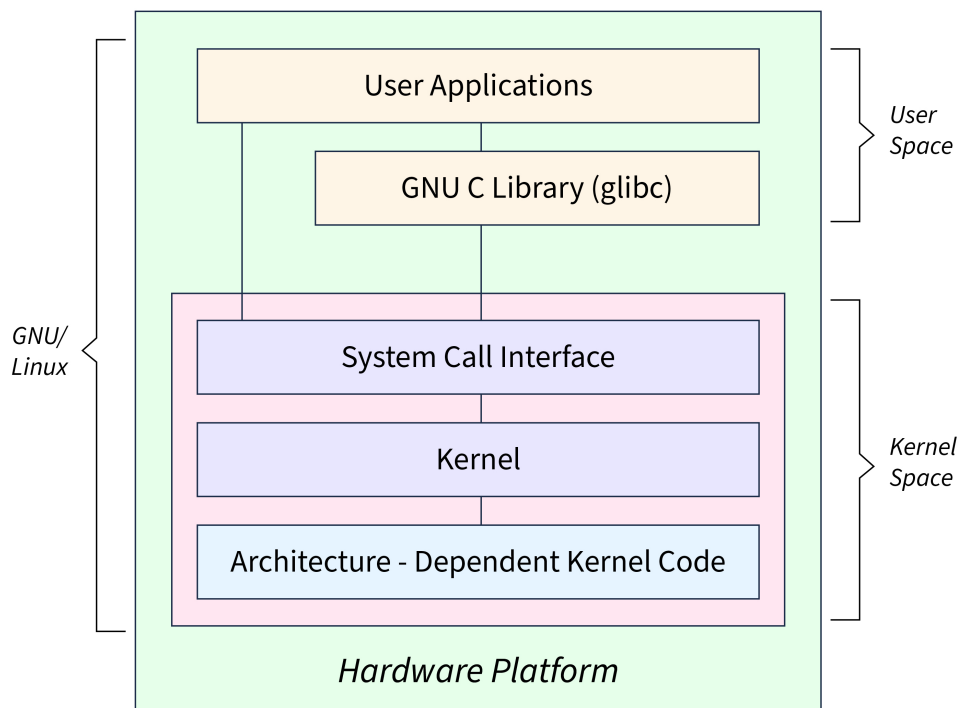 User Applications
User
Space
GNU C Library (glibc)
GNU/
Linux
System Call Interface
Kernel
Kernel
Space
Architecture - Dependent Kernel Code
Hardware Platform